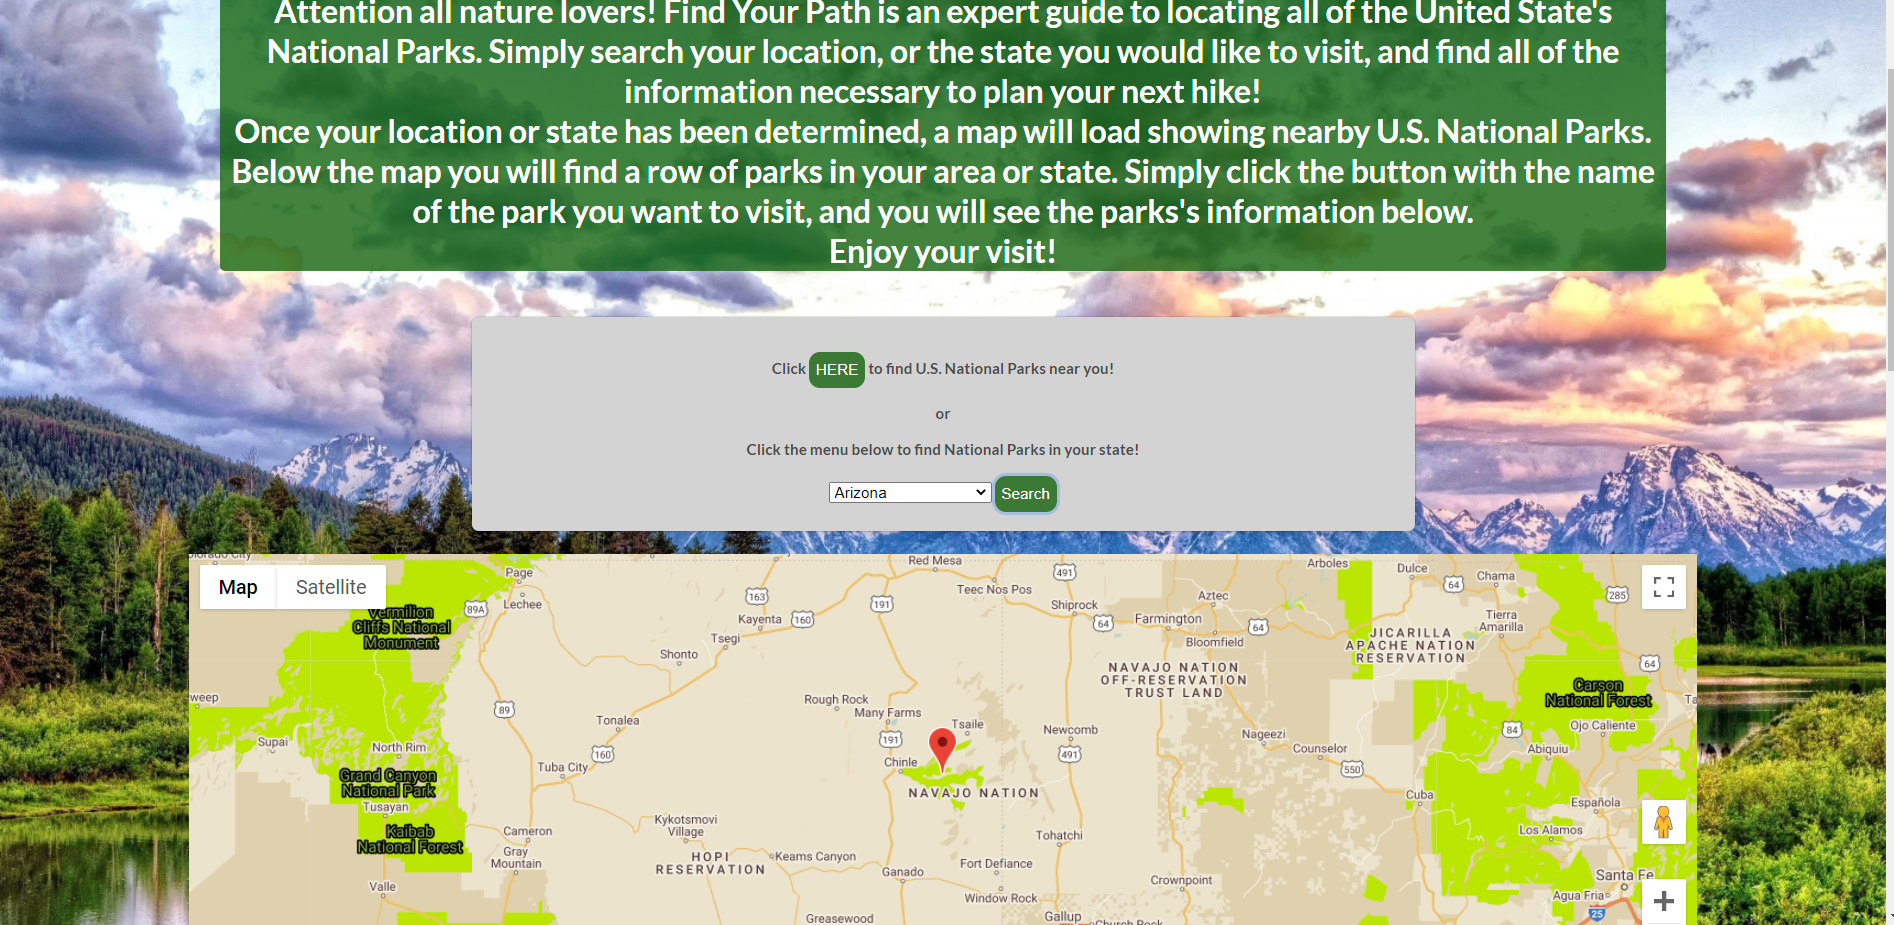 Attention all nature lovers! Find Your Path is an expert guide to locating all of the United State's
National Parks. Simply search your location, or the state you would like to visit, and find all of the
information necessary to plan your next hike!
Once your location or state has been determined, a map will load showing nearby U.S. National Parks.
Below the map you will find a row of parks in your area or state. Simply click the button with the name
of the park you want to visit, and you will see the parks's information below.
Enjoy your visit!
Click HERE to find U.S. National Parks near you!
or
Click the menu below to find National Parks in your state!
Arizona Search
Map Satellite
Colorado City
Page
Lechee
89A
Vermilion
Cliffs National
Monument
163
Kayenta
160
191
Red Mesa
Teec Nos Pos
491
Shiprock
64
Farmington
Aztec
Bloomfield
64
Arboles
Dulce
64
Chama
285
Tierra
Amarilla
JICARILLA
APACHE NATION
RESERVATION
64
Tsegi
Shonto
NAVAJO NATION
OFF-RESERVATION
TRUST LAND
Carson
National Forest
weep
89
Rough Rock
Many Farms
Tonalea
Tsaile
191
Newcomb
491
Nageezi
Counselor
550
84
Ojo Caliente
Abiquiu
Supai
North Rim
160
Tuba City
Chinle
NAVAJO NATION
Grand Canyon
National Park
Tusayan
Kaibab
National Forest
Cuba
Española
Los Alamos
Cameron
Gray
Mountain
Kykotsmovi
Village
HOPI
RESERVATION
Keams Canyon
Tohatchi
Ganado
Fort Defiance
Window Rock
Crownpoint
Valle
Greasewood
Gallup
Church Rock
Santa Fe
Agua Fria
25